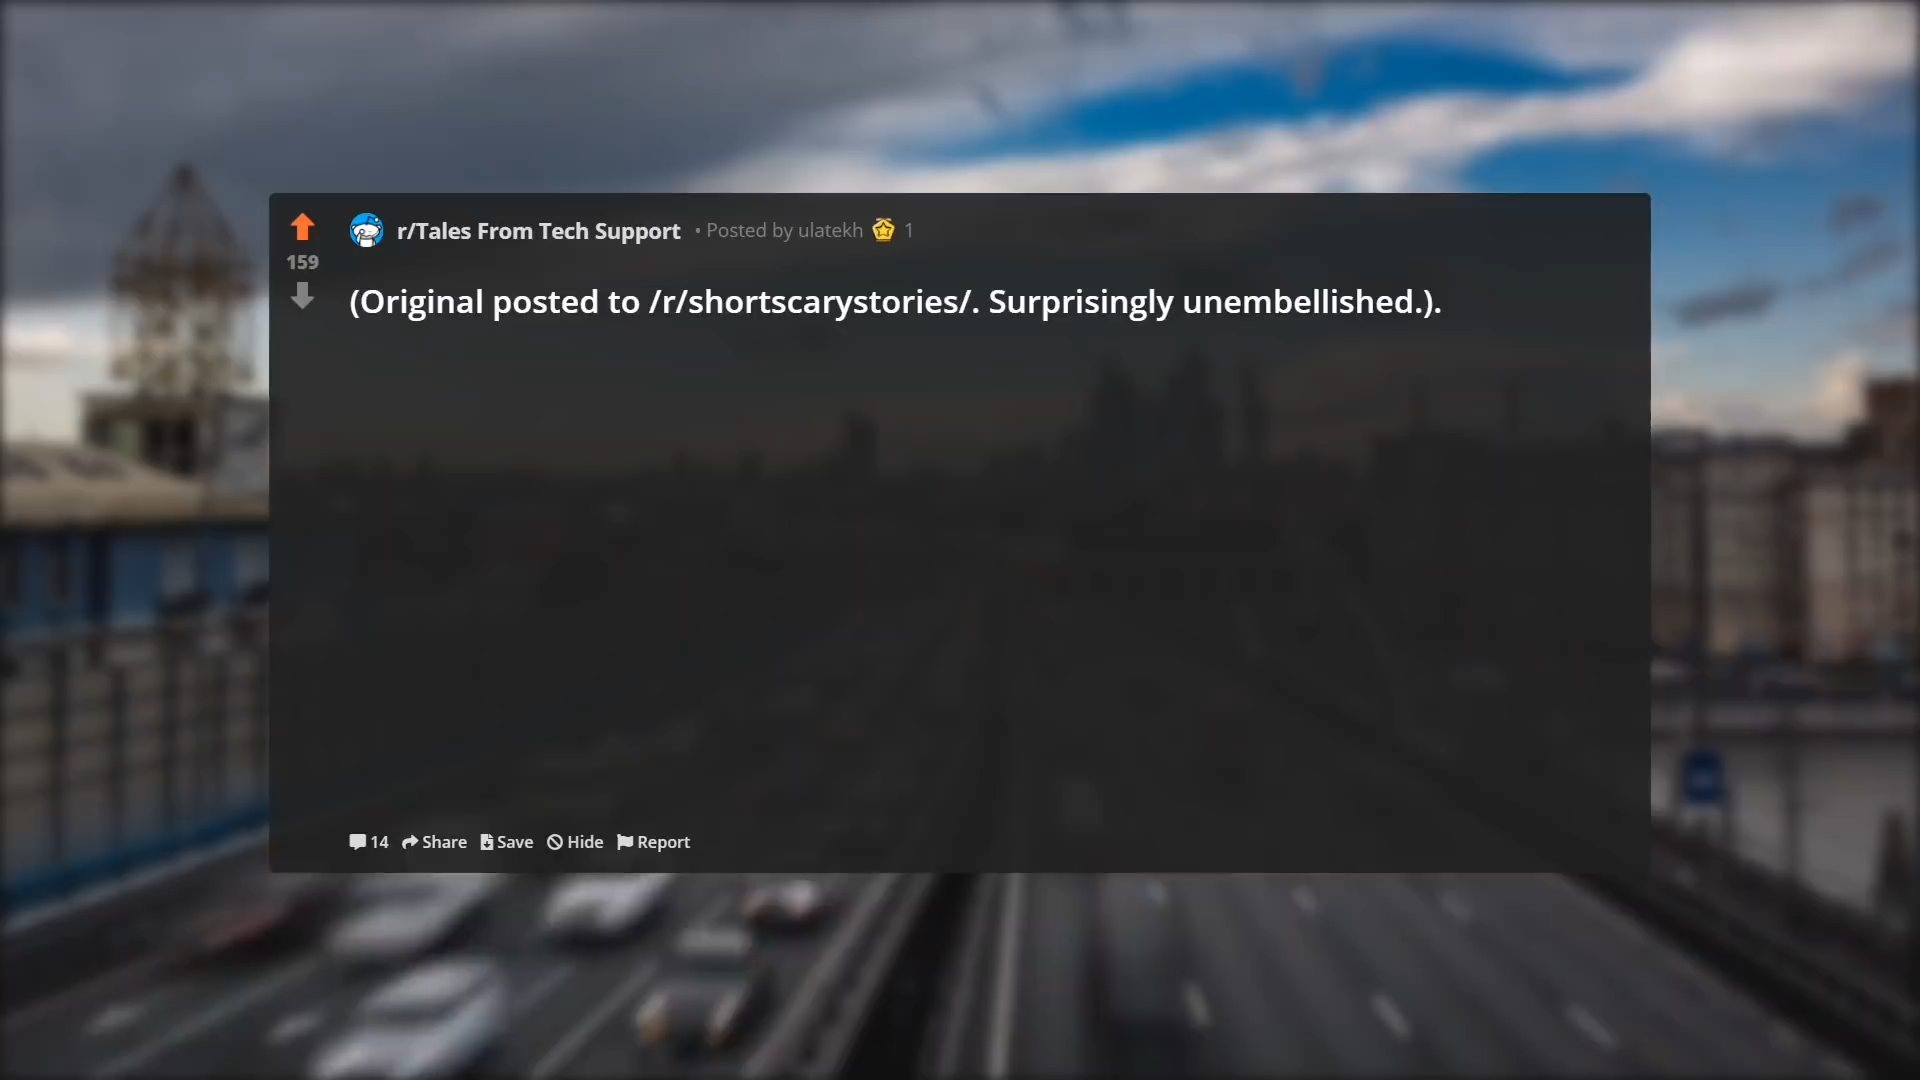 r/Tales From Tech Support • Posted by ulatekh 1
159
(Original posted to /r/shortscarystories/. Surprisingly unembellished.).
14 Share Save Hide Report